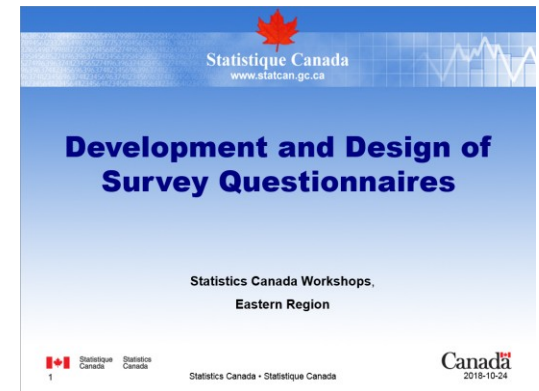 Statistique Canada
www.statcan.gc.ca
Development and Design of
Survey Questionnaires
Statistics Canada Workshops,
Eastern Region
Statistique Statistics
Canada Canada
1
Statistics Canada • Statistique Canada
Canada
2018-10-24